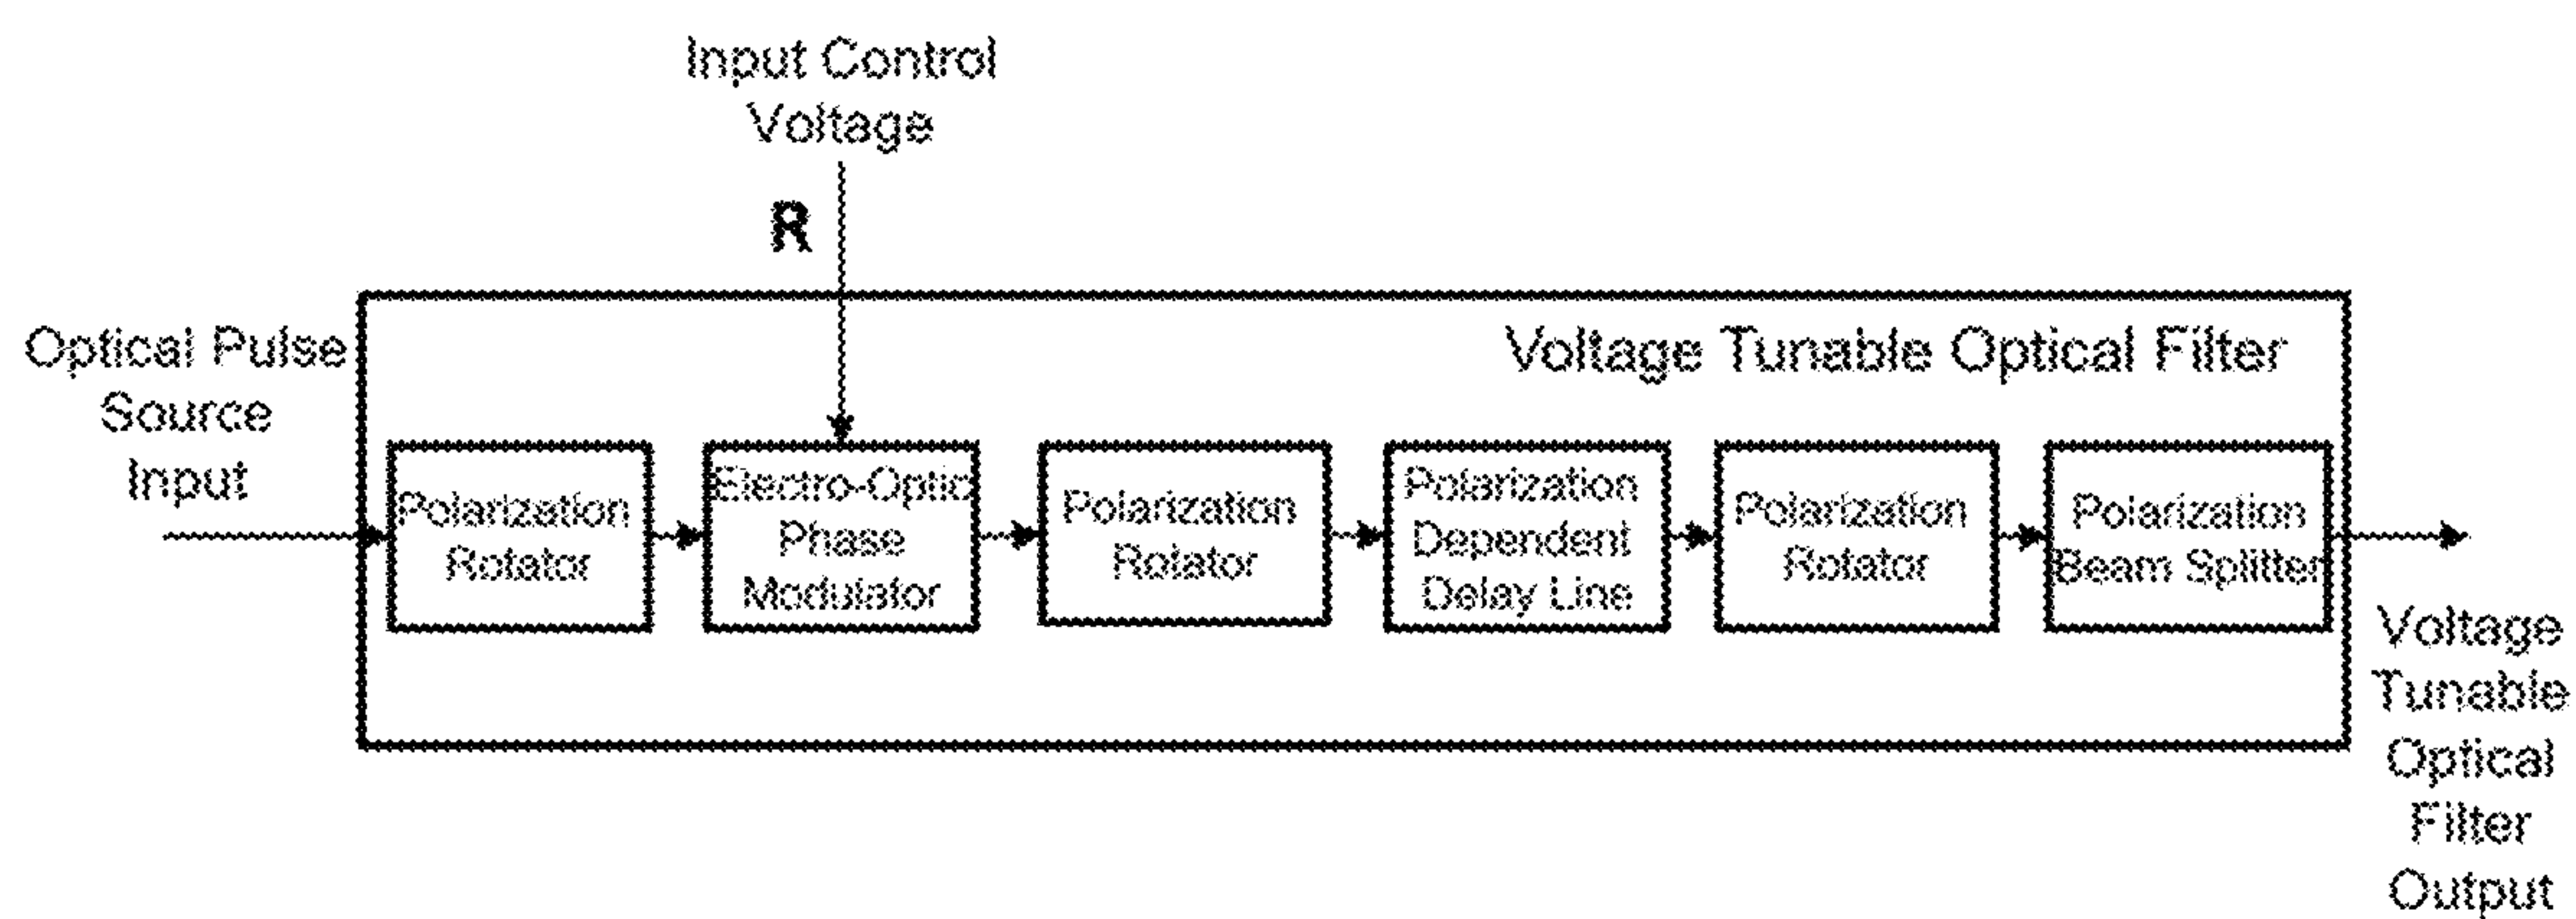 Input Control
Voltage
R
Optical Pulse
Source
Input
Voltage Tunable Optical Filter
Polarization
Rotator
Electro-Optic
Phase
Modulator
Polarization
Rotator
Polarization
Dependent
Delay Line
Polarization
Rotator
Polarization
Beam Splitter
Voltage
Tunable
Optical
Filter
Output